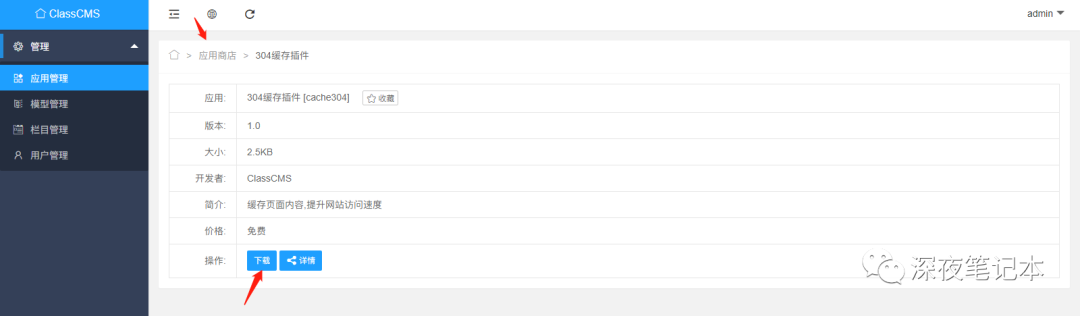 ClassCMS
admin
管理
应用管理
模型管理
栏目管理
用户管理
> 应用商店 > 304缓存插件
应用: 304缓存插件 [cache304] 收藏
版本: 1.0
大小: 2.5KB
开发者: ClassCMS
简介: 缓存页面内容,提升网站访问速度
价格: 免费
操作: 下载 详情
深夜笔记本